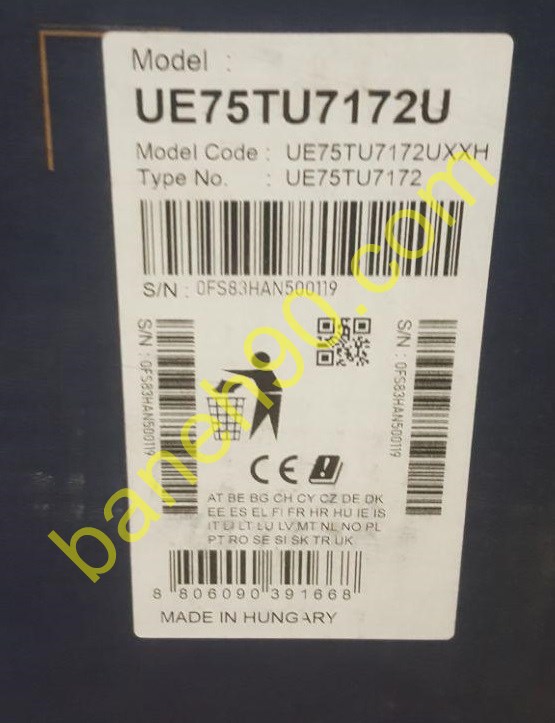 Model :
UE75TU7172U
Model Code : UE75TU7172UXXH
Type No. : UE75TU7172
S/N : 0FS83HAN500119
S/N : 0FS83HAN500119
S/N : 0FS83HAN500119
CE
AT BE BG CH CY CZ DE DK
EE ES EL FI FR HR HU IE IS
IT LI LT LU LV MT NL NO PL
PT RO SE SI SK TR UK
8 806090 391668
MADE IN HUNGARY
baneh90.com